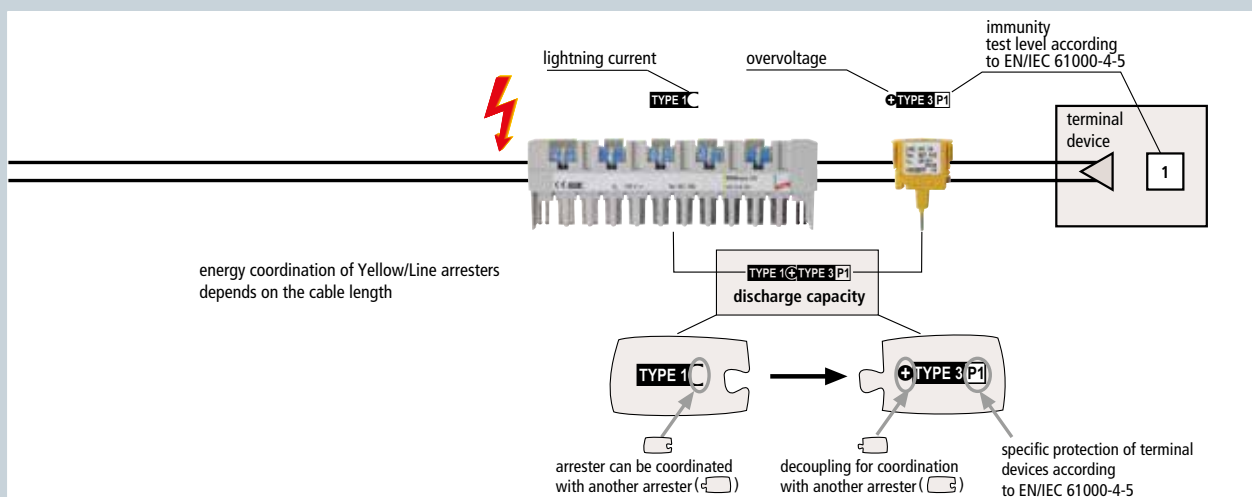 immunity
test level according
to EN/IEC 61000-4-5
lightning current
overvoltage
TYPE 1
TYPE 3 P1
terminal
device
1
energy coordination of Yellow/Line arresters
depends on the cable length
TYPE 1 + TYPE 3 P1
discharge capacity
TYPE 1
+ TYPE 3 P1
arrester can be coordinated
with another arrester ( )
decoupling for coordination
with another arrester ( )
specific protection of terminal
devices according
to EN/IEC 61000-4-5